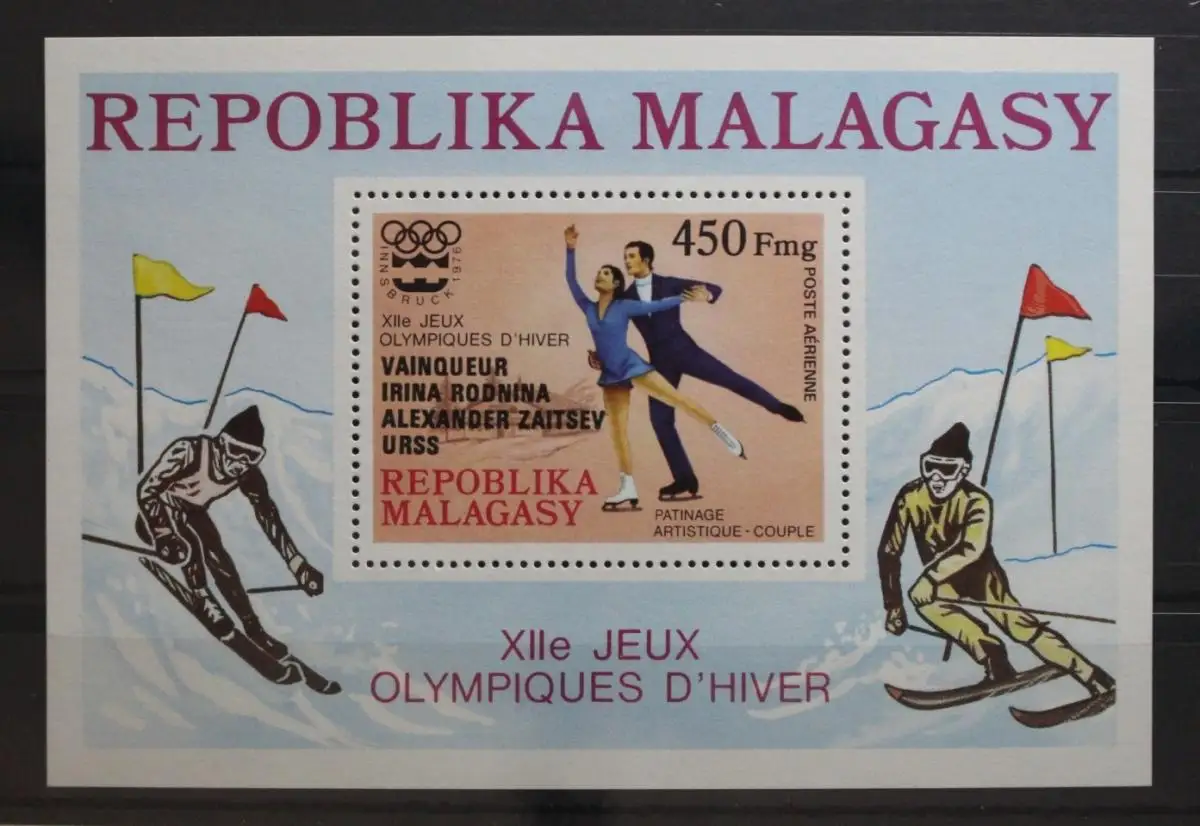 REPOBLIKA MALAGASY
INNSBRUCK 1976
450 Fmg
POSTE AÉRIENNE
XIIe JEUX
OLYMPIQUES D'HIVER
VAINQUEUR
IRINA RODNINA
ALEXANDER ZAITSEV
URSS
REPOBLIKA
MALAGASY
PATINAGE
ARTISTIQUE - COUPLE
XIIe JEUX
OLYMPIQUES D'HIVER